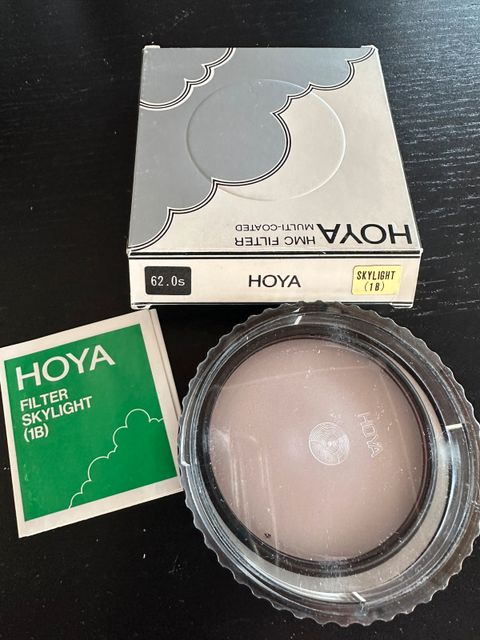 HOYA
HMC FILTER
MULTI-COATED
62.0s
HOYA
SKYLIGHT
(1B)
HOYA
FILTER
SKYLIGHT
(1B)
HOYA